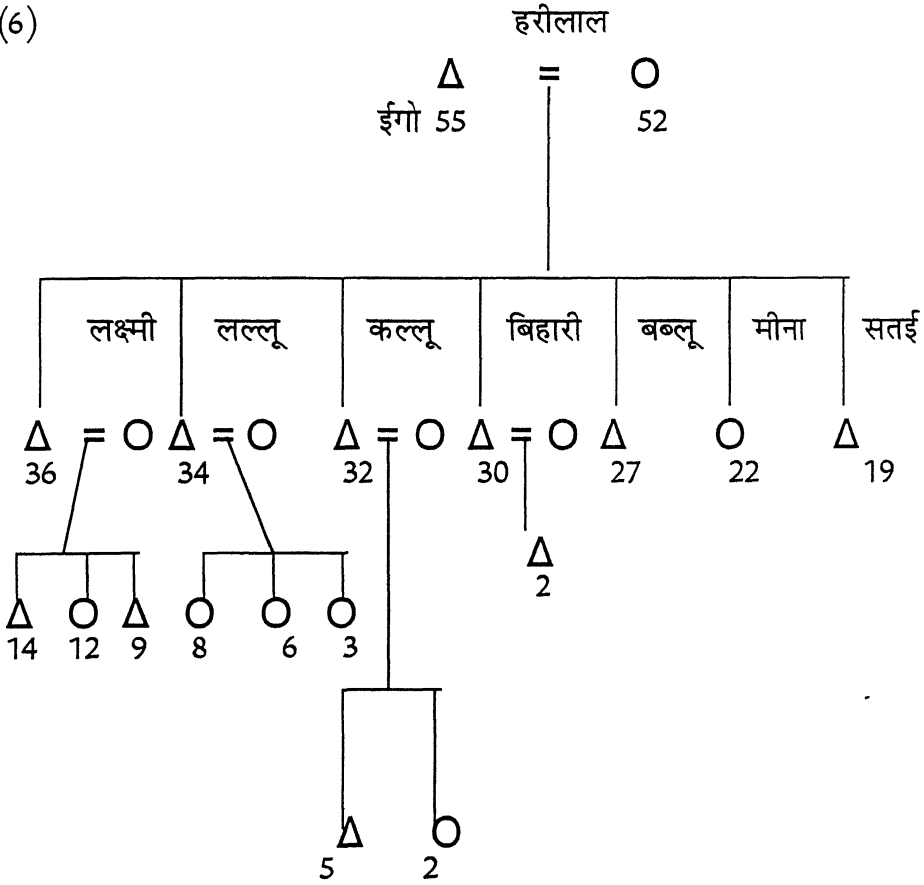 (6)
हरीलाल
Δ = O
ईगो 55 52
लक्ष्मी लल्लू कल्लू बिहारी बब्लू मीना सतई
Δ = O Δ = O Δ = O Δ = O Δ O Δ
36 34 32 30 27 22 19
Δ
2
Δ O Δ O O O
14 12 9 8 6 3
Δ O
5 2